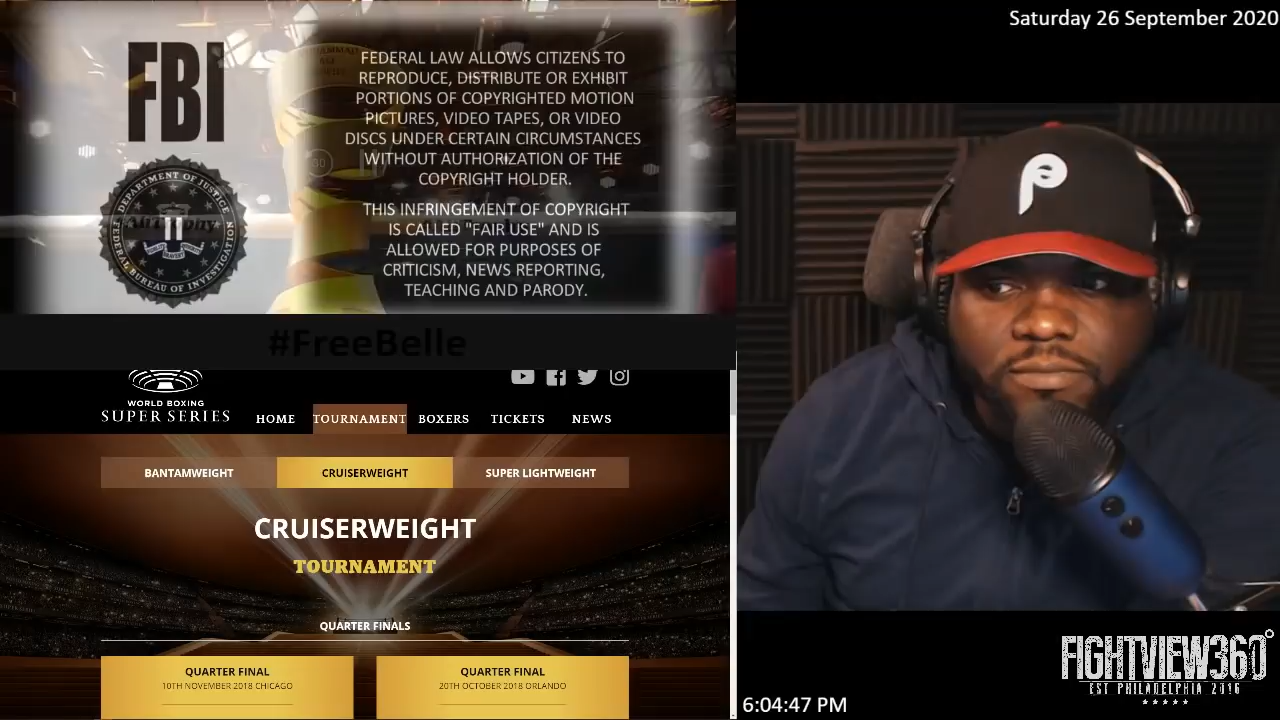 Saturday 26 September 2020
FBI
FEDERAL LAW ALLOWS CITIZENS TO
REPRODUCE, DISTRIBUTE OR EXHIBIT
PORTIONS OF COPYRIGHTED MOTION
PICTURES, VIDEO TAPES, OR VIDEO
DISCS UNDER CERTAIN CIRCUMSTANCES
WITHOUT AUTHORIZATION OF THE
COPYRIGHT HOLDER.
THIS INFRINGEMENT OF COPYRIGHT
IS CALLED "FAIR USE" AND IS
ALLOWED FOR PURPOSES OF
CRITICISM, NEWS REPORTING,
TEACHING AND PARODY.
DEPARTMENT OF JUSTICE
FEDERAL BUREAU OF INVESTIGATION
30
#FreeBelle
WORLD BOXING
SUPER SERIES
HOME TOURNAMENT BOXERS TICKETS NEWS
BANTAMWEIGHT CRUISERWEIGHT SUPER LIGHTWEIGHT
CRUISERWEIGHT
TOURNAMENT
QUARTER FINALS
QUARTER FINAL
10TH NOVEMBER 2018 CHICAGO
QUARTER FINAL
20TH OCTOBER 2018 ORLANDO
P
FIGHTVIEW360°
EST PHILADELPHIA 2016
6:04:47 PM